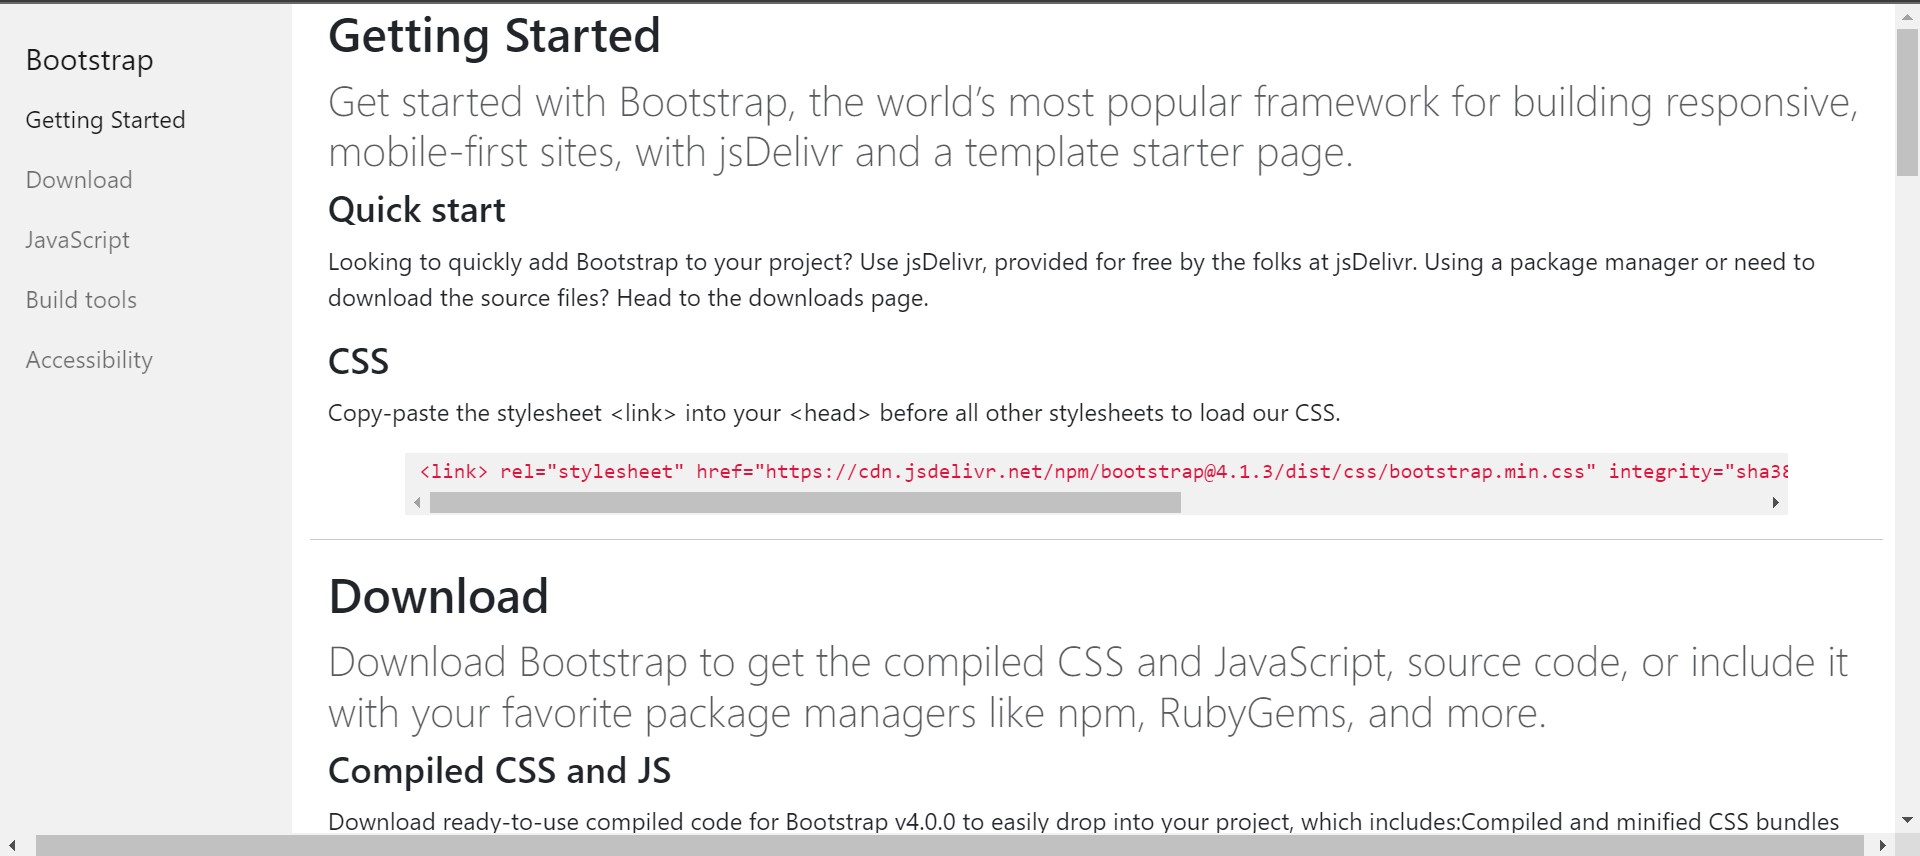 Bootstrap
Getting Started
Download
JavaScript
Build tools
Accessibility
Getting Started
Get started with Bootstrap, the world’s most popular framework for building responsive,
mobile-first sites, with jsDelivr and a template starter page.
Quick start
Looking to quickly add Bootstrap to your project? Use jsDelivr, provided for free by the folks at jsDelivr. Using a package manager or need to
download the source files? Head to the downloads page.
CSS
Copy-paste the stylesheet <link> into your <head> before all other stylesheets to load our CSS.
<link> rel="stylesheet" href="https://cdn.jsdelivr.net/npm/bootstrap@4.1.3/dist/css/bootstrap.min.css" integrity="sha38
Download
Download Bootstrap to get the compiled CSS and JavaScript, source code, or include it
with your favorite package managers like npm, RubyGems, and more.
Compiled CSS and JS
Download ready-to-use compiled code for Bootstrap v4.0.0 to easily drop into your project, which includes:Compiled and minified CSS bundles